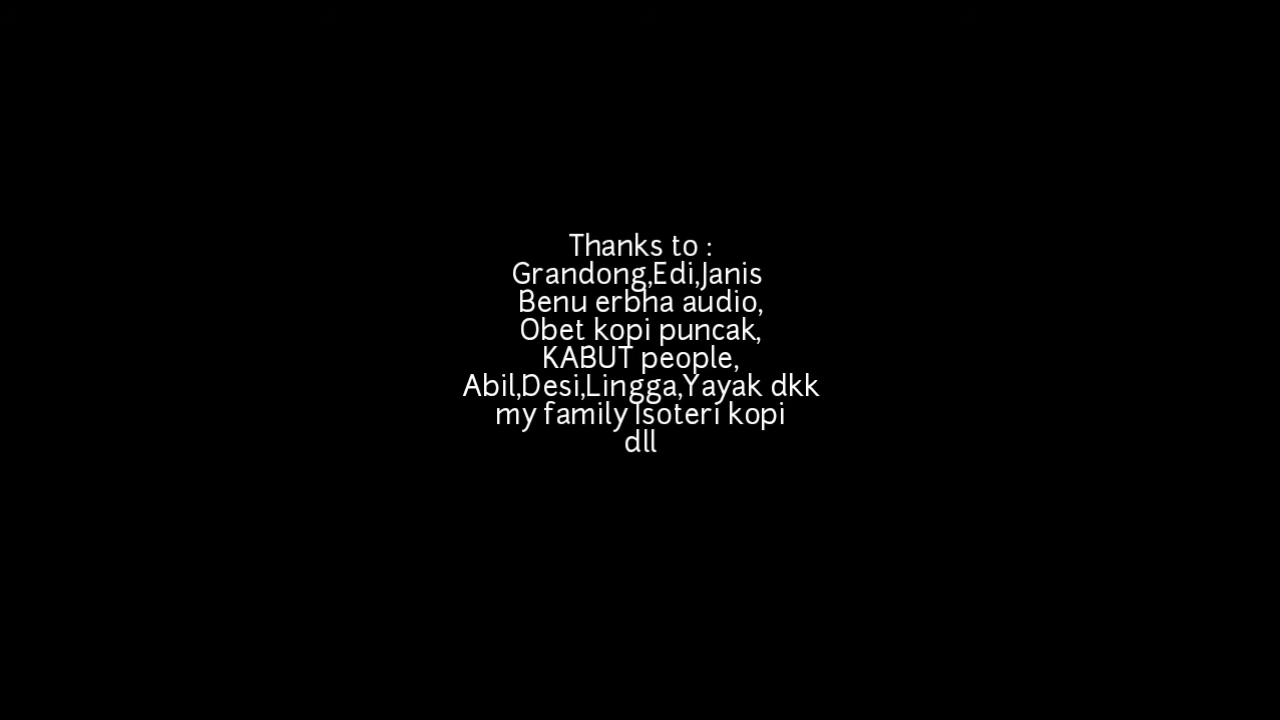 Thanks to :
Grandong,Edi,Janis
Benu erbha audio,
Obet kopi puncak,
KABUT people,
Abil,Desi,Lingga,Yayak dkk
my family Isoteri kopi
dll